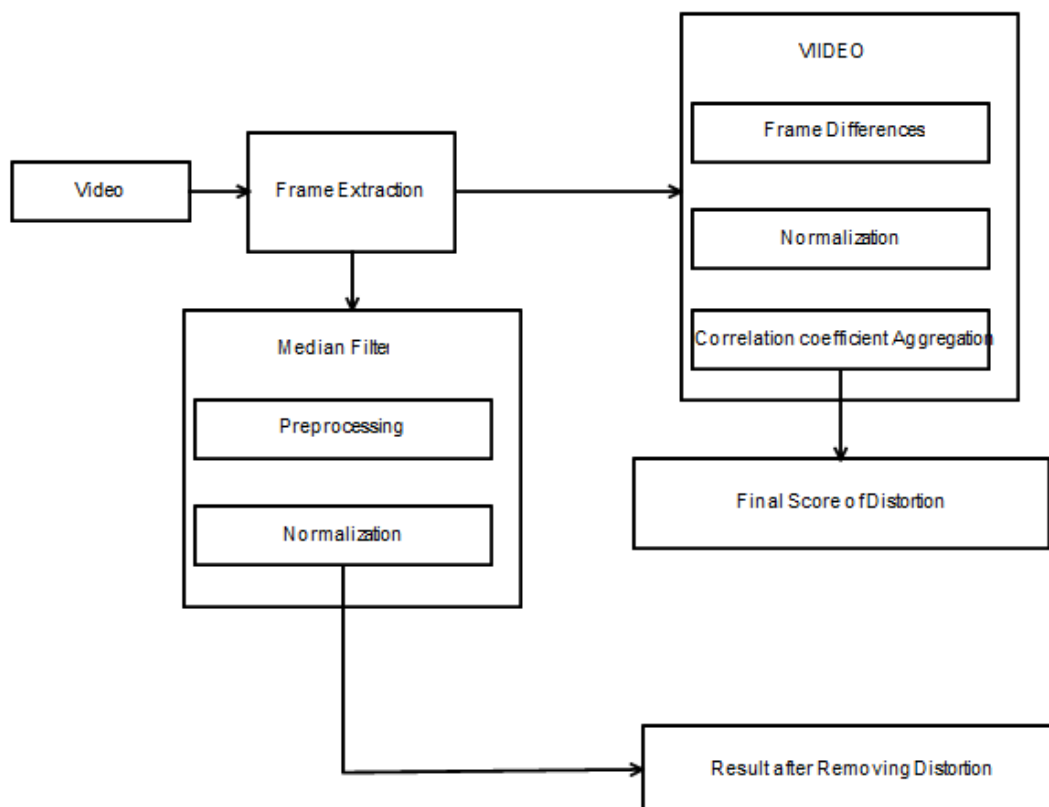 VIIDEO
Frame Differences
Video
Frame Extraction
Normalization
Correlation coefficient Aggregation
Median Filter
Preprocessing
Normalization
Final Score of Distortion
Result after Removing Distortion